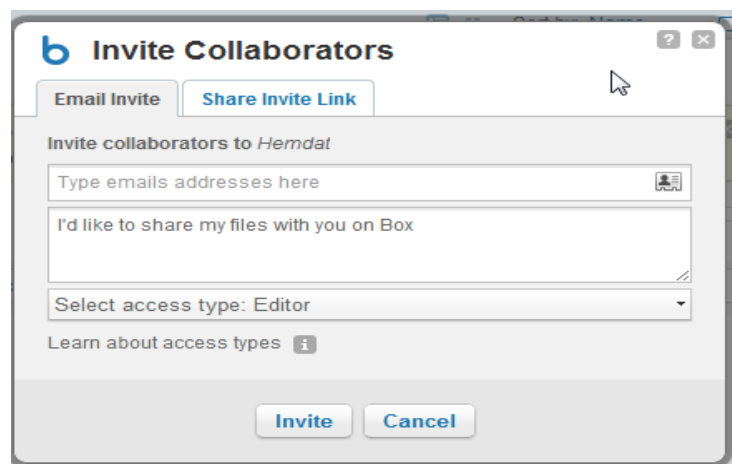 b Invite Collaborators ? x
Email Invite Share Invite Link
Invite collaborators to Hemdat
Type emails addresses here
I'd like to share my files with you on Box
Select access type: Editor
Learn about access types i
Invite Cancel